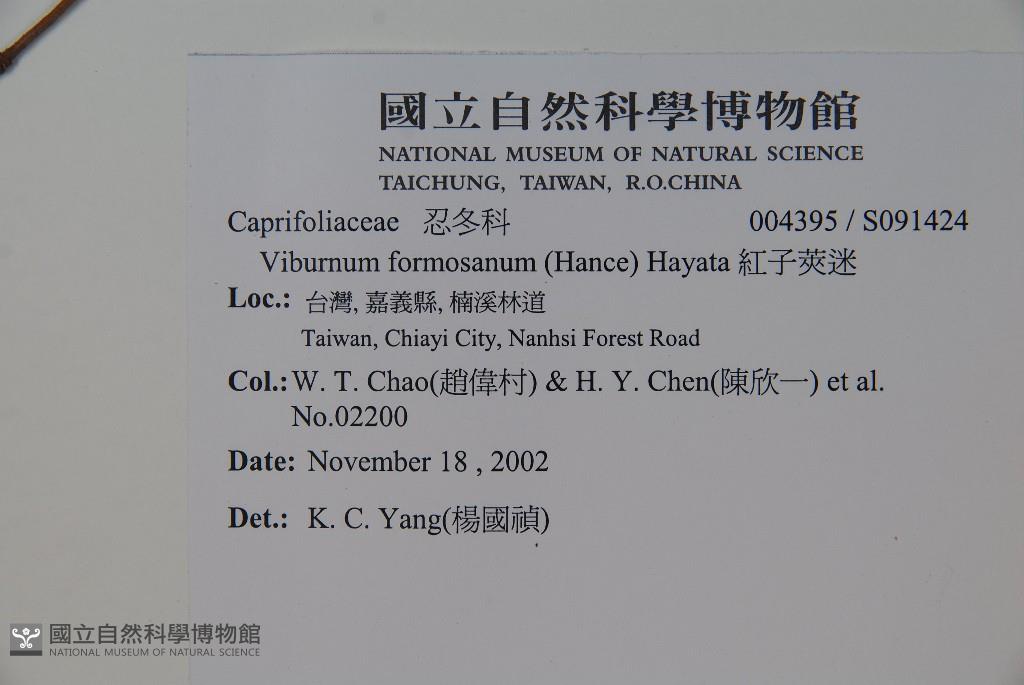 國立自然科學博物館
NATIONAL MUSEUM OF NATURAL SCIENCE
TAICHUNG, TAIWAN, R.O.CHINA
Caprifoliaceae 忍冬科 004395 / S091424
Viburnum formosanum (Hance) Hayata 紅子莢迷
Loc.: 台灣, 嘉義縣, 楠溪林道
Taiwan, Chiayi City, Nanhsi Forest Road
Col.: W. T. Chao(趙偉村) & H. Y. Chen(陳欣一) et al.
No.02200
Date: November 18 , 2002
Det.: K. C. Yang(楊國禎)
國立自然科學博物館
NATIONAL MUSEUM OF NATURAL SCIENCE